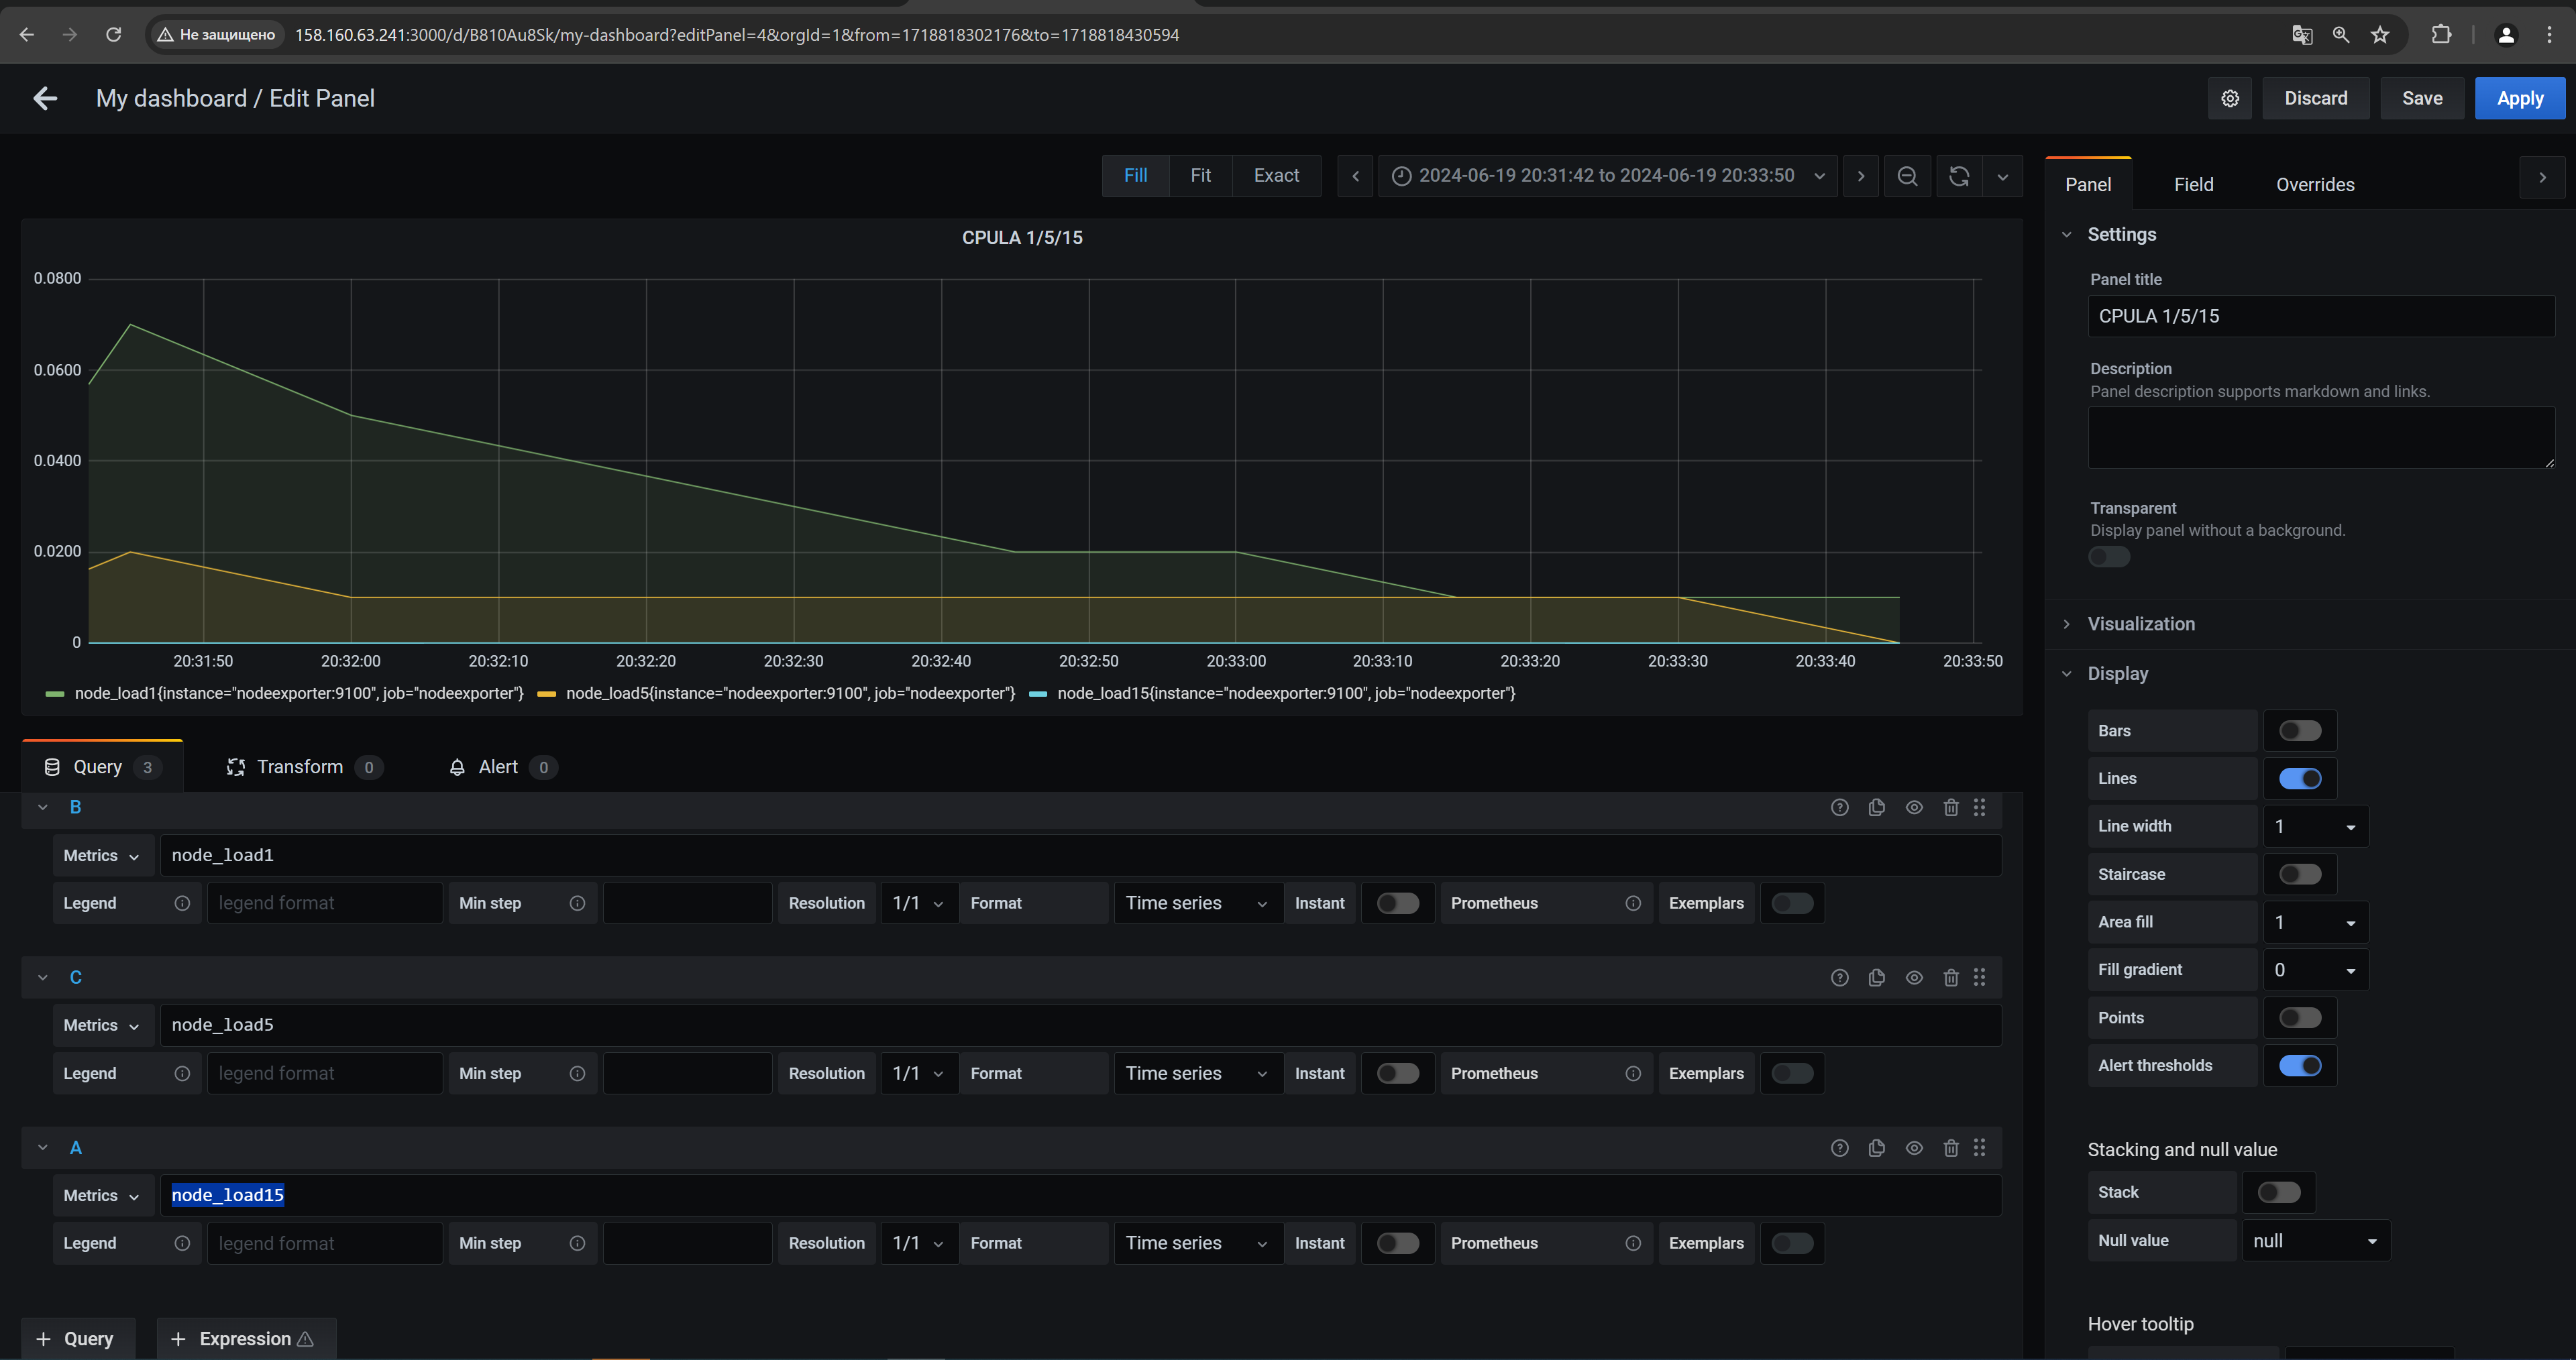 Не защищено 158.160.63.241:3000/d/B810Au8Sk/my-dashboard?editPanel=4&orgId=1&from=1718818302176&to=1718818430594
My dashboard / Edit Panel
Discard
Save
Apply
Fill
Fit
Exact
2024-06-19 20:31:42 to 2024-06-19 20:33:50
CPULA 1/5/15
0.0800
0.0600
0.0400
0.0200
0
20:31:50 20:32:00 20:32:10 20:32:20 20:32:30 20:32:40 20:32:50 20:33:00 20:33:10 20:33:20 20:33:30 20:33:40 20:33:50
node_load1{instance="nodeexporter:9100", job="nodeexporter"} node_load5{instance="nodeexporter:9100", job="nodeexporter"} node_load15{instance="nodeexporter:9100", job="nodeexporter"}
Query 3 Transform 0 Alert 0
B
Metrics node_load1
Legend legend format Min step Resolution 1/1 Format Time series Instant Prometheus Exemplars
C
Metrics node_load5
Legend legend format Min step Resolution 1/1 Format Time series Instant Prometheus Exemplars
A
Metrics node_load15
Legend legend format Min step Resolution 1/1 Format Time series Instant Prometheus Exemplars
+ Query + Expression
Panel Field Overrides
Settings
Panel title
CPULA 1/5/15
Description
Panel description supports markdown and links.
Transparent
Display panel without a background.
Visualization
Display
Bars
Lines
Line width 1
Staircase
Area fill 1
Fill gradient 0
Points
Alert thresholds
Stacking and null value
Stack
Null value null
Hover tooltip